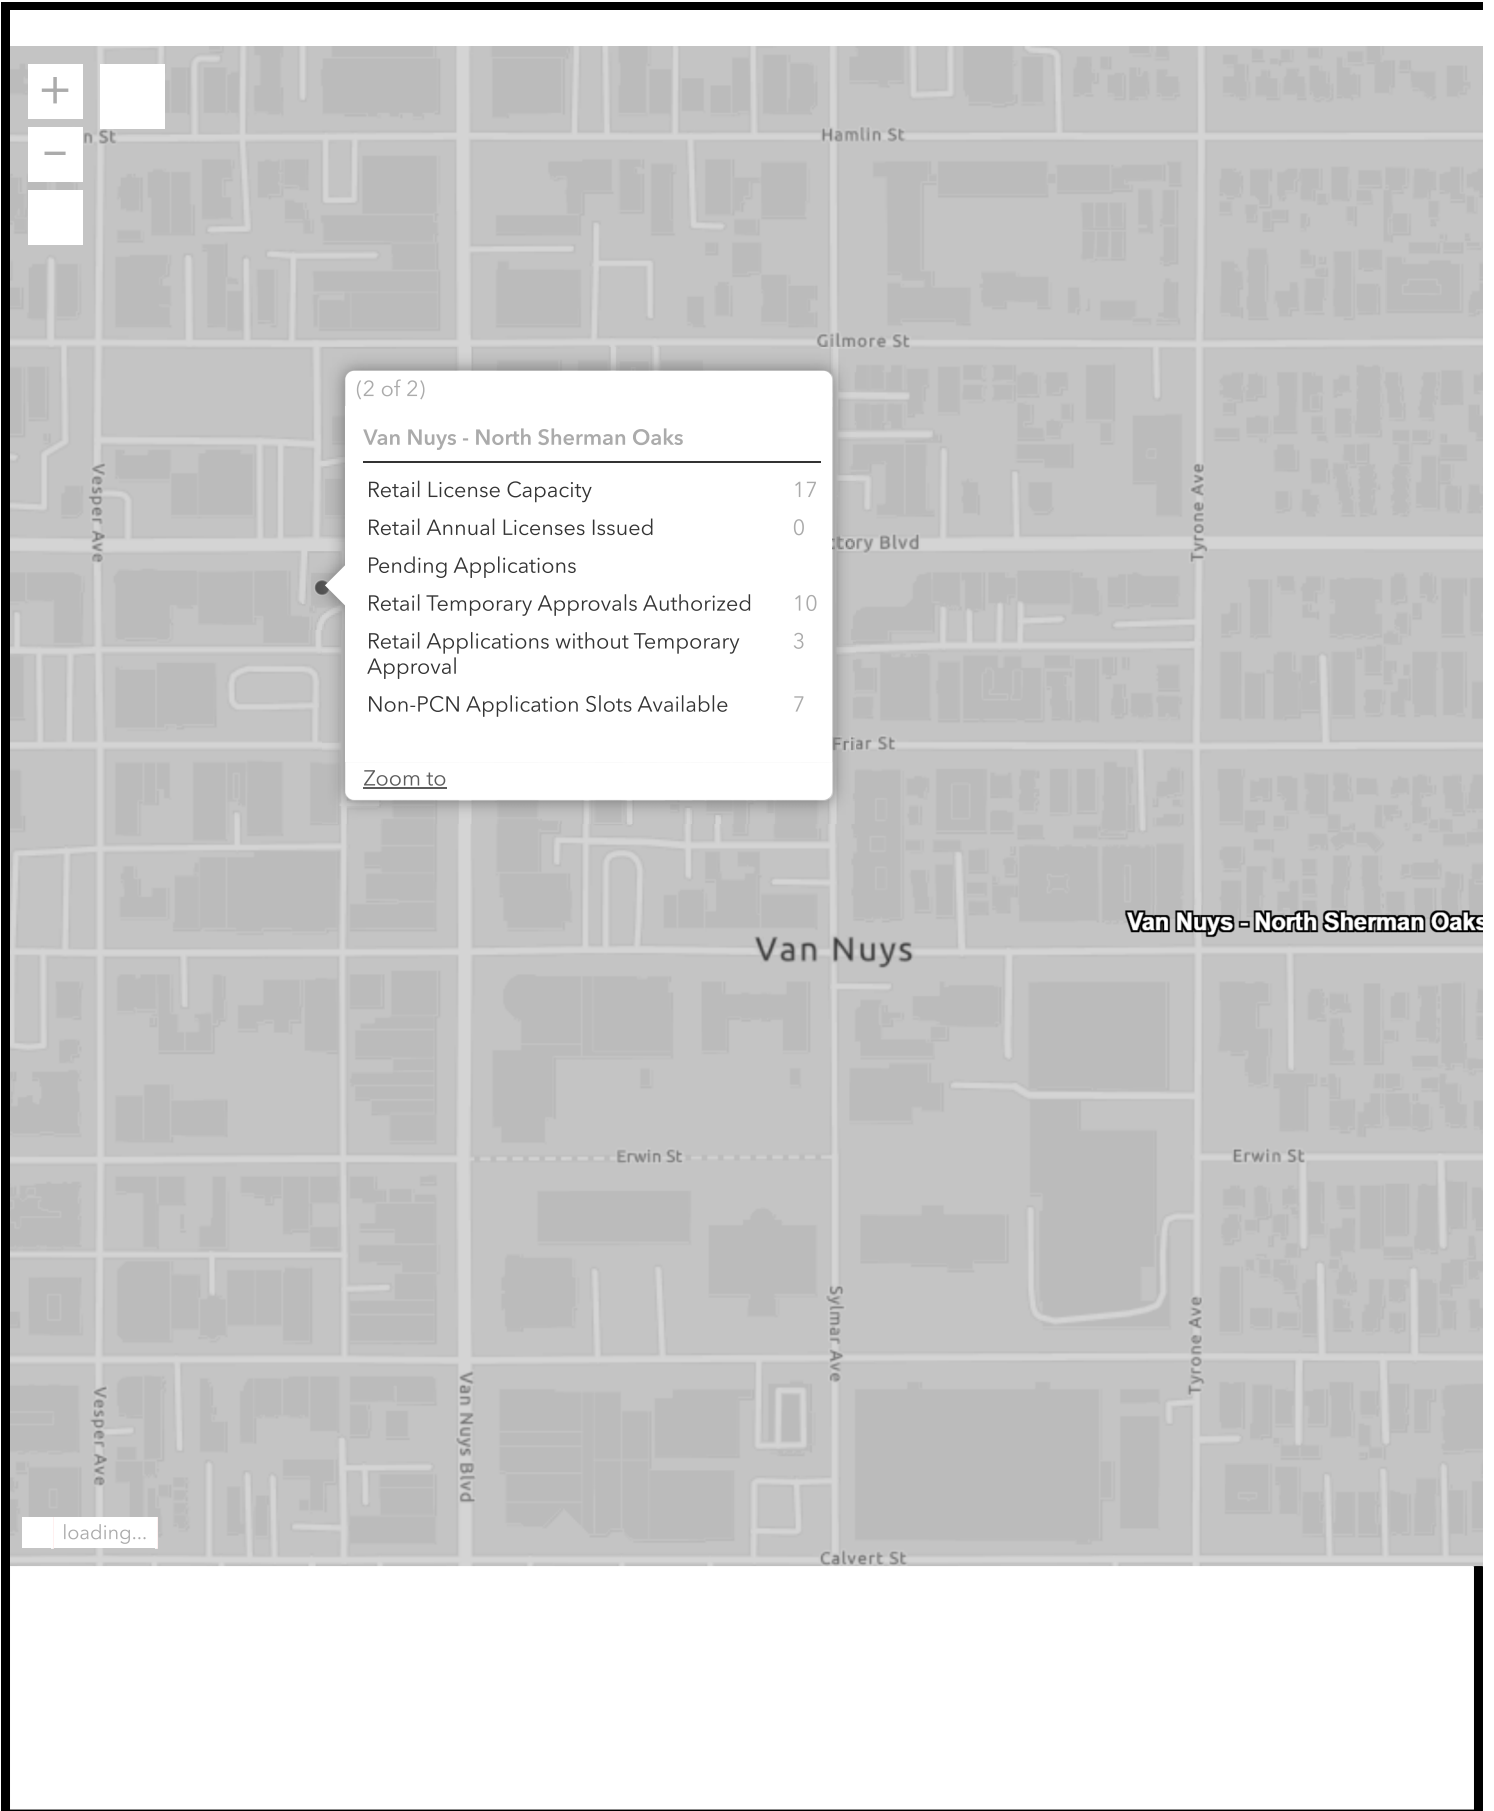 +
−
n St
Hamlin St
Gilmore St
(2 of 2)
Van Nuys - North Sherman Oaks
Retail License Capacity 17
Retail Annual Licenses Issued 0
Pending Applications
Retail Temporary Approvals Authorized 10
Retail Applications without Temporary 3
Approval
Non-PCN Application Slots Available 7
Zoom to
Vesper Ave
Tyrone Ave
ctory Blvd
Friar St
Van Nuys - North Sherman Oaks
Van Nuys
Erwin St
Erwin St
Sylmar Ave
Tyrone Ave
Vesper Ave
Van Nuys Blvd
loading...
Calvert St